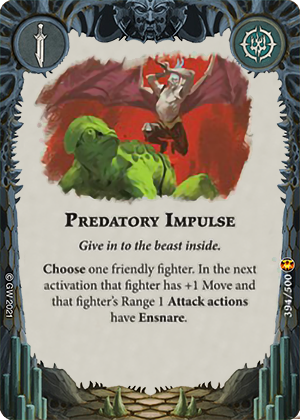 PREDATORY IMPULSE
Give in to the beast inside.
Choose one friendly fighter. In the next
activation that fighter has +1 Move and
that fighter's Range 1 Attack actions
have Ensnare.
© GW 2021
394/500